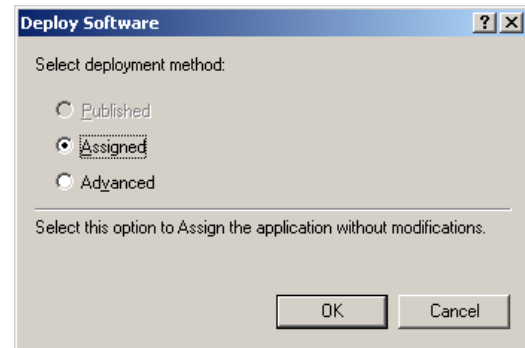 Deploy Software
Select deployment method:
Published
Assigned
Advanced
Select this option to Assign the application without modifications.
OK Cancel